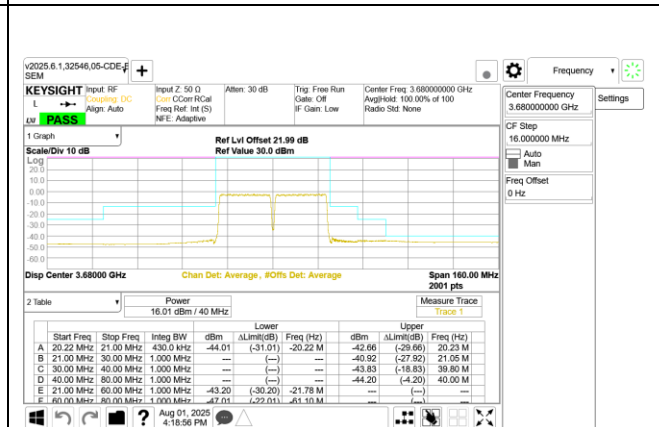 v2025.6.1,32546,05-CDE-F
SEM
+
Frequency
KEYSIGHT
L
LXI PASS
Input: RF
Coupling: DC
Align: Auto
Input Z: 50 Ω
Corr CCorr RCal
Freq Ref: Int (S)
NFE: Adaptive
Atten: 30 dB
Trig: Free Run
Gate: Off
IF Gain: Low
Center Freq: 3.680000000 GHz
Avg|Hold: 100.00% of 100
Radio Std: None
Center Frequency
3.680000000 GHz
Settings
CF Step
16.000000 MHz
Auto
Man
Freq Offset
0 Hz
1 Graph
Scale/Div 10 dB
Ref Lvl Offset 21.99 dB
Ref Value 30.0 dBm
Log
20.0
10.0
0.00
-10.0
-20.0
-30.0
-40.0
-50.0
-60.0
Disp Center 3.68000 GHz
Chan Det: Average, #Offs Det: Average
Span 160.00 MHz
2001 pts
2 Table
Power
16.01 dBm / 40 MHz
Measure Trace
Trace 1
Lower Upper
Start Freq Stop Freq Integ BW dBm ΔLimit(dB) Freq (Hz) dBm ΔLimit(dB) Freq (Hz)
A 20.22 MHz 21.00 MHz 430.0 kHz -44.01 (-31.01) -20.22 M -42.66 (-29.66) 20.23 M
B 21.00 MHz 30.00 MHz 1.000 MHz --- (---) --- -40.92 (-27.92) 21.05 M
C 30.00 MHz 40.00 MHz 1.000 MHz --- (---) --- -43.83 (-18.83) 39.80 M
D 40.00 MHz 80.00 MHz 1.000 MHz --- (---) --- -44.20 (-4.20) 40.00 M
E 21.00 MHz 60.00 MHz 1.000 MHz -43.20 (-30.20) -21.78 M --- (---) ---
F 60.00 MHz 80.00 MHz 1.000 MHz -47.01 (-22.01) -61.10 M --- (---) ---
?
Aug 01, 2025
4:18:56 PM